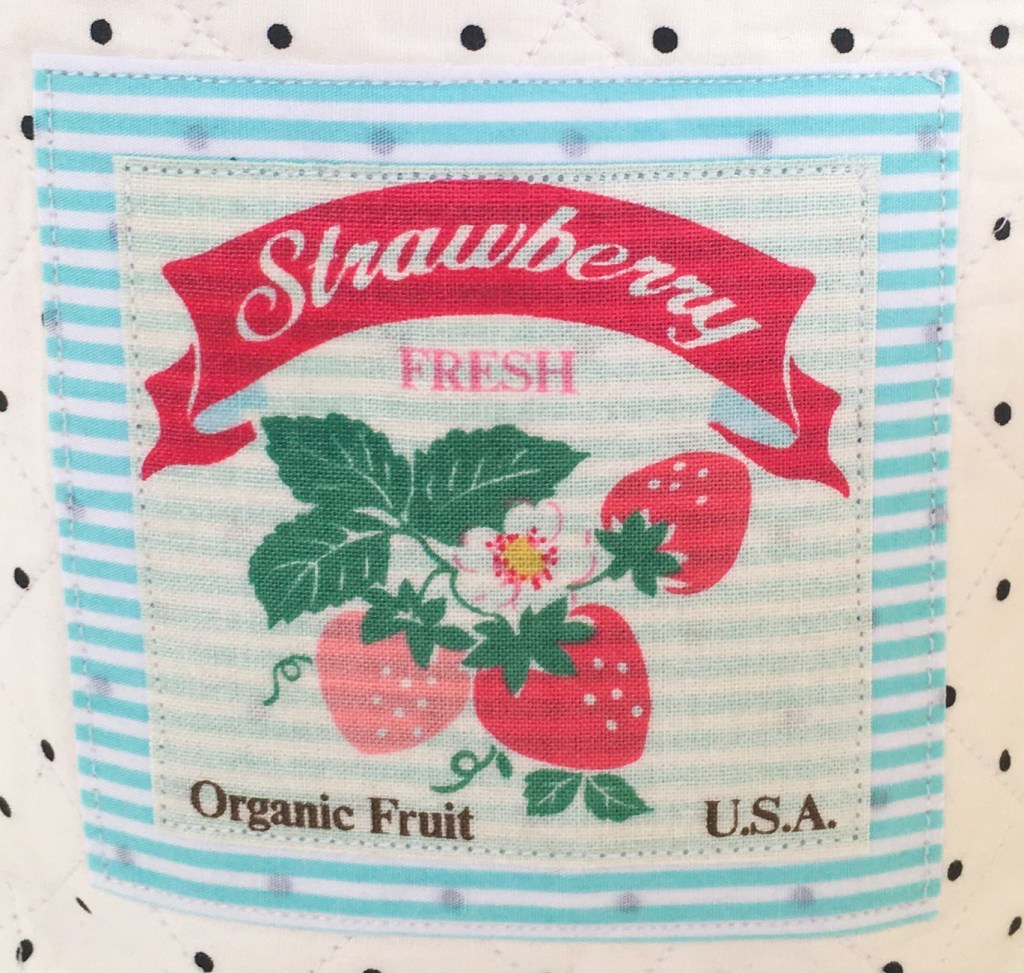 Strawberry
FRESH
Organic Fruit
U.S.A.